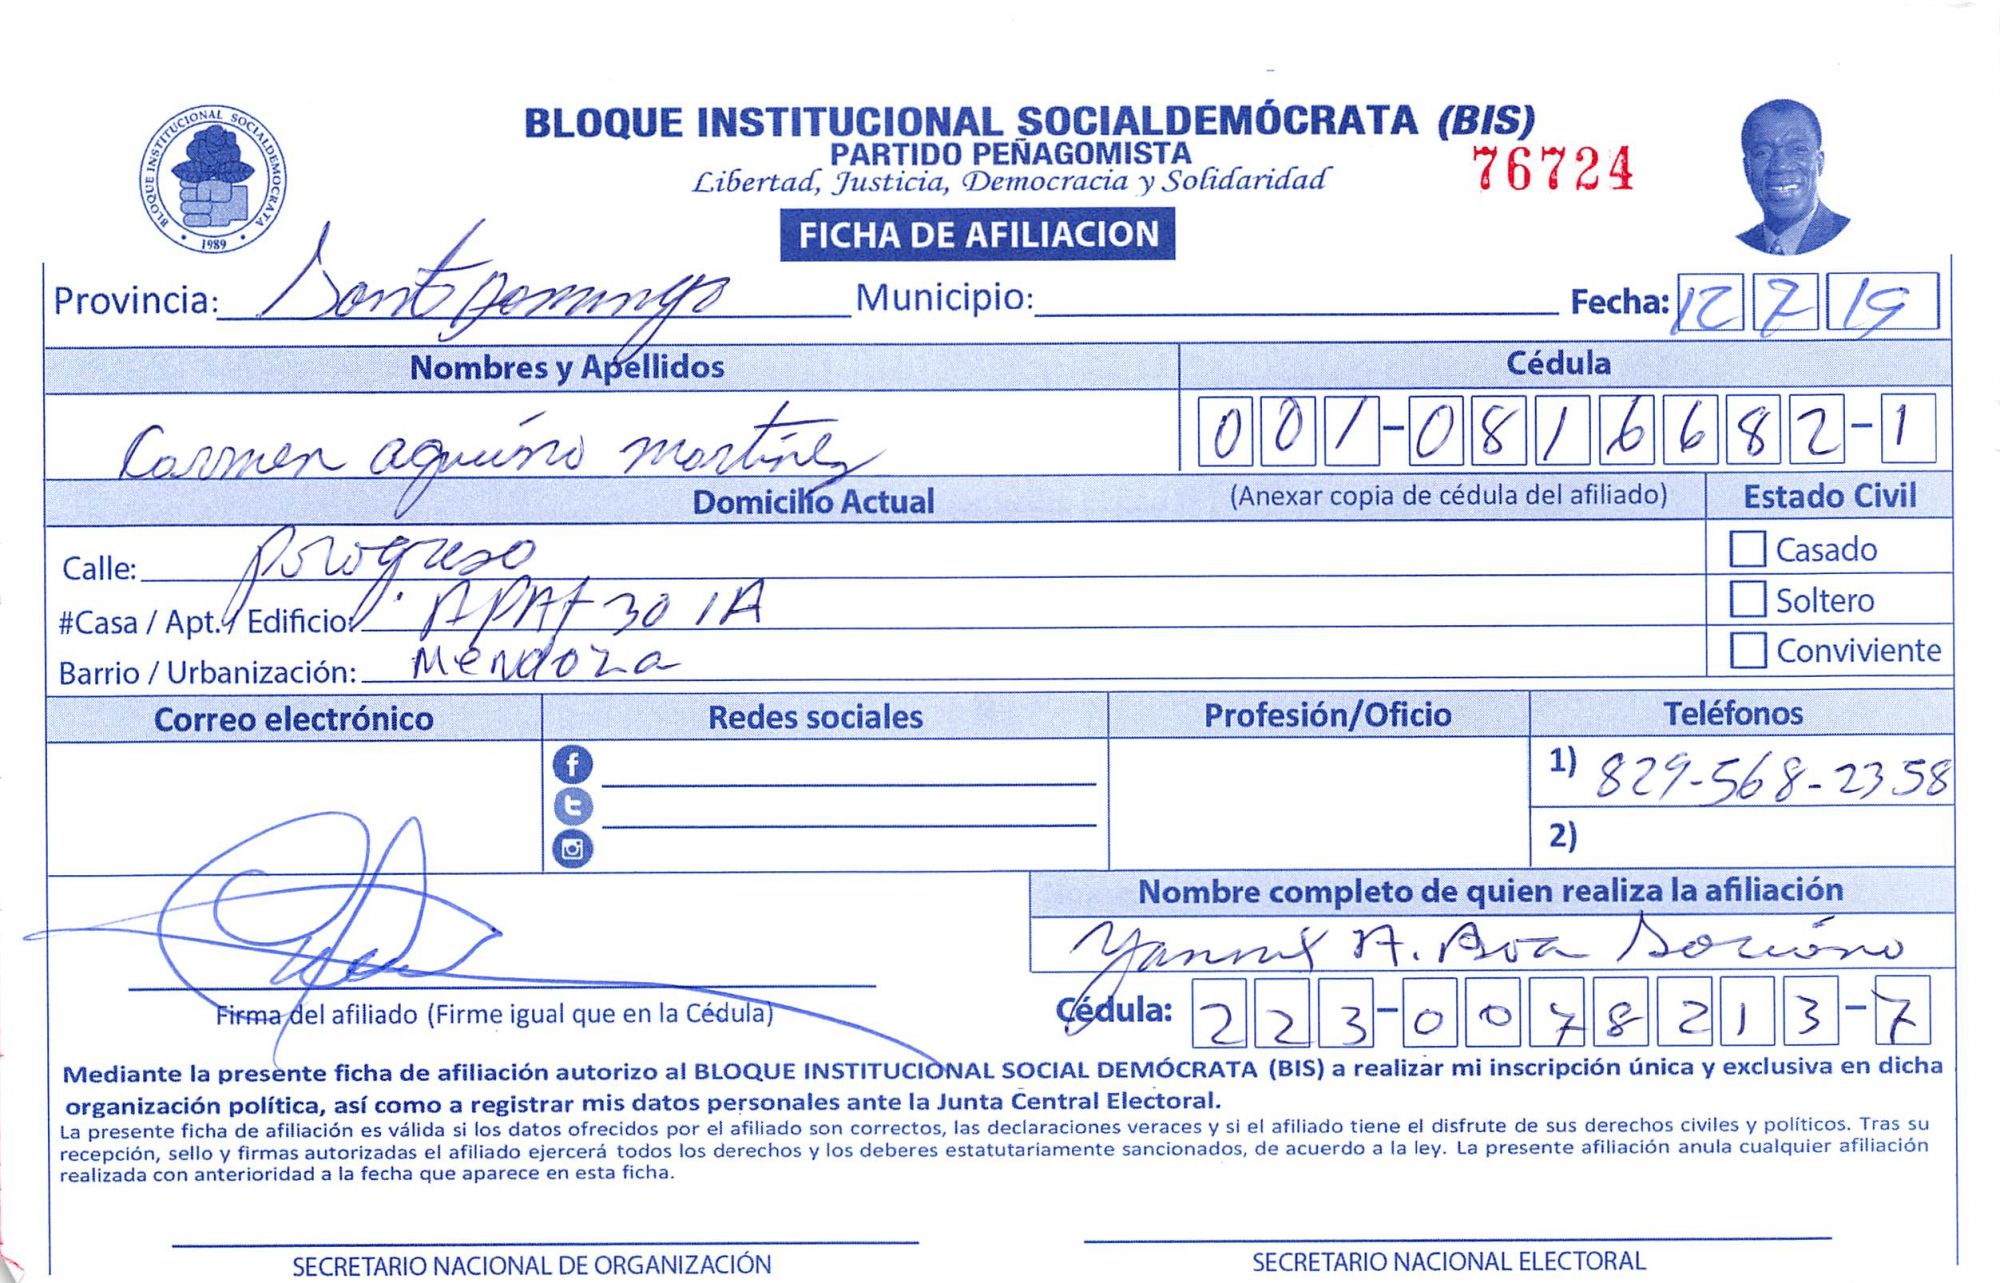 BLOQUE INSTITUCIONAL SOCIALDEMÓCRATA (BIS)
PARTIDO PEÑAGOMISTA
76724
Libertad, Justicia, Democracia y Solidaridad
BLOQUE INSTITUCIONAL SOCIALDEMOCRATA
1989
FICHA DE AFILIACION
Provincia: Santo Domingo Municipio: Fecha: 12 7 19
Nombres y Apellidos Cédula
Carmen aquino martinez 001-0816682-1
Domicilio Actual (Anexar copia de cédula del afiliado) Estado Civil
Calle: progreso Casado
#Casa / Apt. / Edificio: APAt 301A Soltero
Barrio / Urbanización: Mendoza Conviviente
Correo electrónico Redes sociales Profesión/Oficio Teléfonos
1) 829-568-2358
2)
Nombre completo de quien realiza la afiliación
A.
Firma del afiliado (Firme igual que en la Cédula) Cédula: 223-0078213-7
Mediante la presente ficha de afiliación autorizo al BLOQUE INSTITUCIONAL SOCIAL DEMÓCRATA (BIS) a realizar mi inscripción única y exclusiva en dicha
organización política, así como a registrar mis datos personales ante la Junta Central Electoral.
La presente ficha de afiliación es válida si los datos ofrecidos por el afiliado son correctos, las declaraciones veraces y si el afiliado tiene el disfrute de sus derechos civiles y políticos. Tras su
recepción, sello y firmas autorizadas el afiliado ejercerá todos los derechos y los deberes estatutariamente sancionados, de acuerdo a la ley. La presente afiliación anula cualquier afiliación
realizada con anterioridad a la fecha que aparece en esta ficha.
SECRETARIO NACIONAL DE ORGANIZACIÓN SECRETARIO NACIONAL ELECTORAL